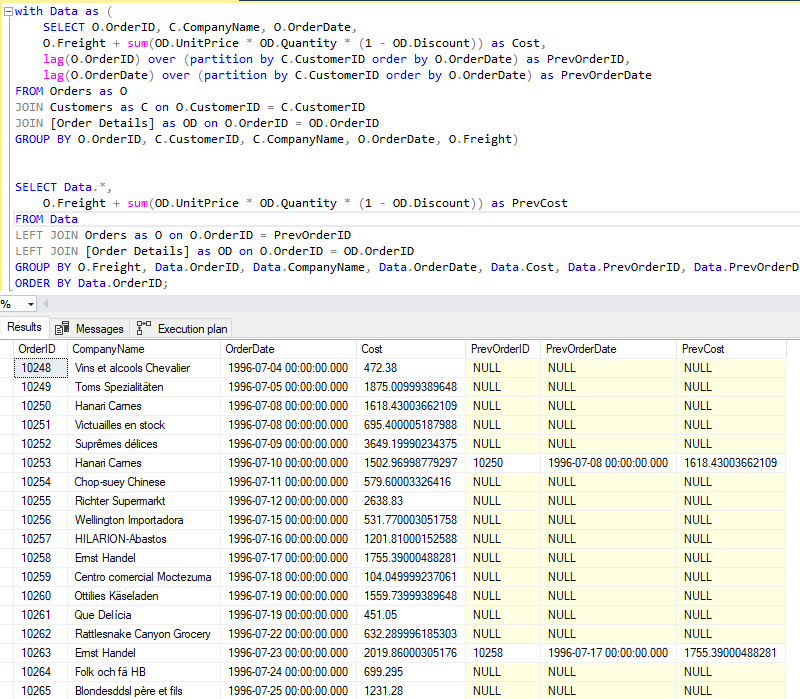 with Data as (
SELECT O.OrderID, C.CompanyName, O.OrderDate,
O.Freight + sum(OD.UnitPrice * OD.Quantity * (1 - OD.Discount)) as Cost,
lag(O.OrderID) over (partition by C.CustomerID order by O.OrderDate) as PrevOrderID,
lag(O.OrderDate) over (partition by C.CustomerID order by O.OrderDate) as PrevOrderDate
FROM Orders as O
JOIN Customers as C on O.CustomerID = C.CustomerID
JOIN [Order Details] as OD on O.OrderID = OD.OrderID
GROUP BY O.OrderID, C.CustomerID, C.CompanyName, O.OrderDate, O.Freight)
SELECT Data.*,
O.Freight + sum(OD.UnitPrice * OD.Quantity * (1 - OD.Discount)) as PrevCost
FROM Data
LEFT JOIN Orders as O on O.OrderID = PrevOrderID
LEFT JOIN [Order Details] as OD on O.OrderID = OD.OrderID
GROUP BY O.Freight, Data.OrderID, Data.CompanyName, Data.OrderDate, Data.Cost, Data.PrevOrderID, Data.PrevOrderD
ORDER BY Data.OrderID;
%
Results Messages Execution plan
OrderID CompanyName OrderDate Cost PrevOrderID PrevOrderDate PrevCost
10248 Vins et alcools Chevalier 1996-07-04 00:00:00.000 472.38 NULL NULL NULL
10249 Toms Spezialitäten 1996-07-05 00:00:00.000 1875.00999389648 NULL NULL NULL
10250 Hanari Carnes 1996-07-08 00:00:00.000 1618.43003662109 NULL NULL NULL
10251 Victuailles en stock 1996-07-08 00:00:00.000 695.400005187988 NULL NULL NULL
10252 Suprêmes délices 1996-07-09 00:00:00.000 3649.19990234375 NULL NULL NULL
10253 Hanari Carnes 1996-07-10 00:00:00.000 1502.96998779297 10250 1996-07-08 00:00:00.000 1618.43003662109
10254 Chop-suey Chinese 1996-07-11 00:00:00.000 579.60003326416 NULL NULL NULL
10255 Richter Supermarkt 1996-07-12 00:00:00.000 2638.83 NULL NULL NULL
10256 Wellington Importadora 1996-07-15 00:00:00.000 531.770003051758 NULL NULL NULL
10257 HILARION-Abastos 1996-07-16 00:00:00.000 1201.81000152588 NULL NULL NULL
10258 Ernst Handel 1996-07-17 00:00:00.000 1755.39000488281 NULL NULL NULL
10259 Centro comercial Moctezuma 1996-07-18 00:00:00.000 104.049999237061 NULL NULL NULL
10260 Ottilies Käseladen 1996-07-19 00:00:00.000 1559.73999389648 NULL NULL NULL
10261 Que Delícia 1996-07-19 00:00:00.000 451.05 NULL NULL NULL
10262 Rattlesnake Canyon Grocery 1996-07-22 00:00:00.000 632.289996185303 NULL NULL NULL
10263 Ernst Handel 1996-07-23 00:00:00.000 2019.86000305176 10258 1996-07-17 00:00:00.000 1755.39000488281
10264 Folk och fä HB 1996-07-24 00:00:00.000 699.295 NULL NULL NULL
10265 Blondesddsl père et fils 1996-07-25 00:00:00.000 1231.28 NULL NULL NULL